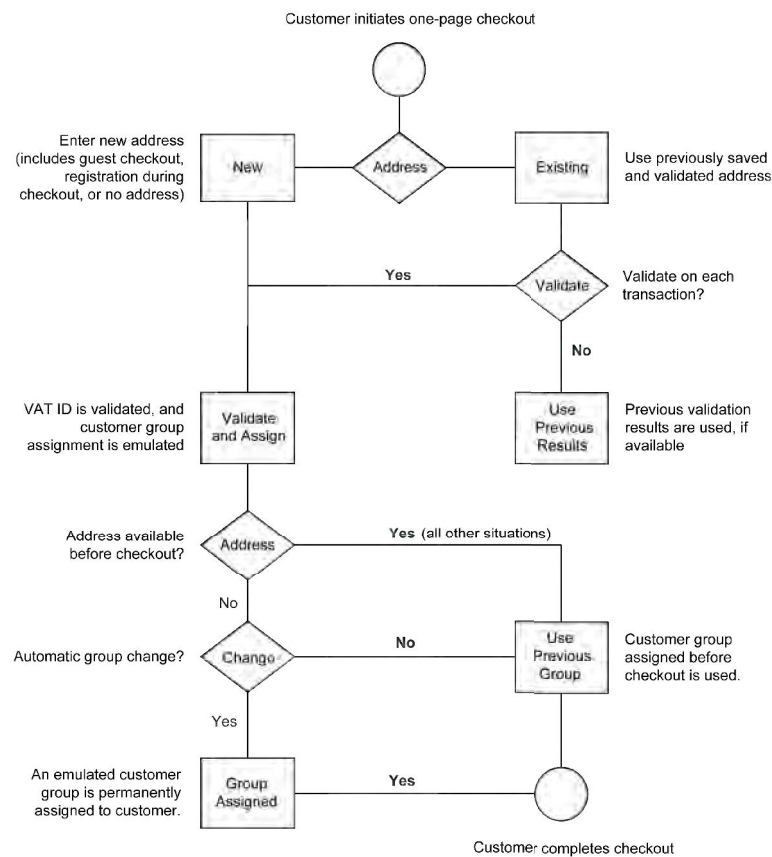 Customer initiates one-page checkout
Enter new address
(includes guest checkout,
registration during
checkout, or no address)
New
Address
Existing
Use previously saved
and validated address
Yes
Validate
Validate on each
transaction?
No
VAT ID is validated, and
customer group
assignment is emulated
Validate
and Assign
Use
Previous
Results
Previous validation
results are used, if
available
Address available
before checkout?
Address
Yes (all other situations)
No
Automatic group change?
Change
No
Use
Previous
Group
Customer group
assigned before
checkout is used.
Yes
An emulated customer
group is permanently
assigned to customer.
Group
Assigned
Yes
Customer completes checkout